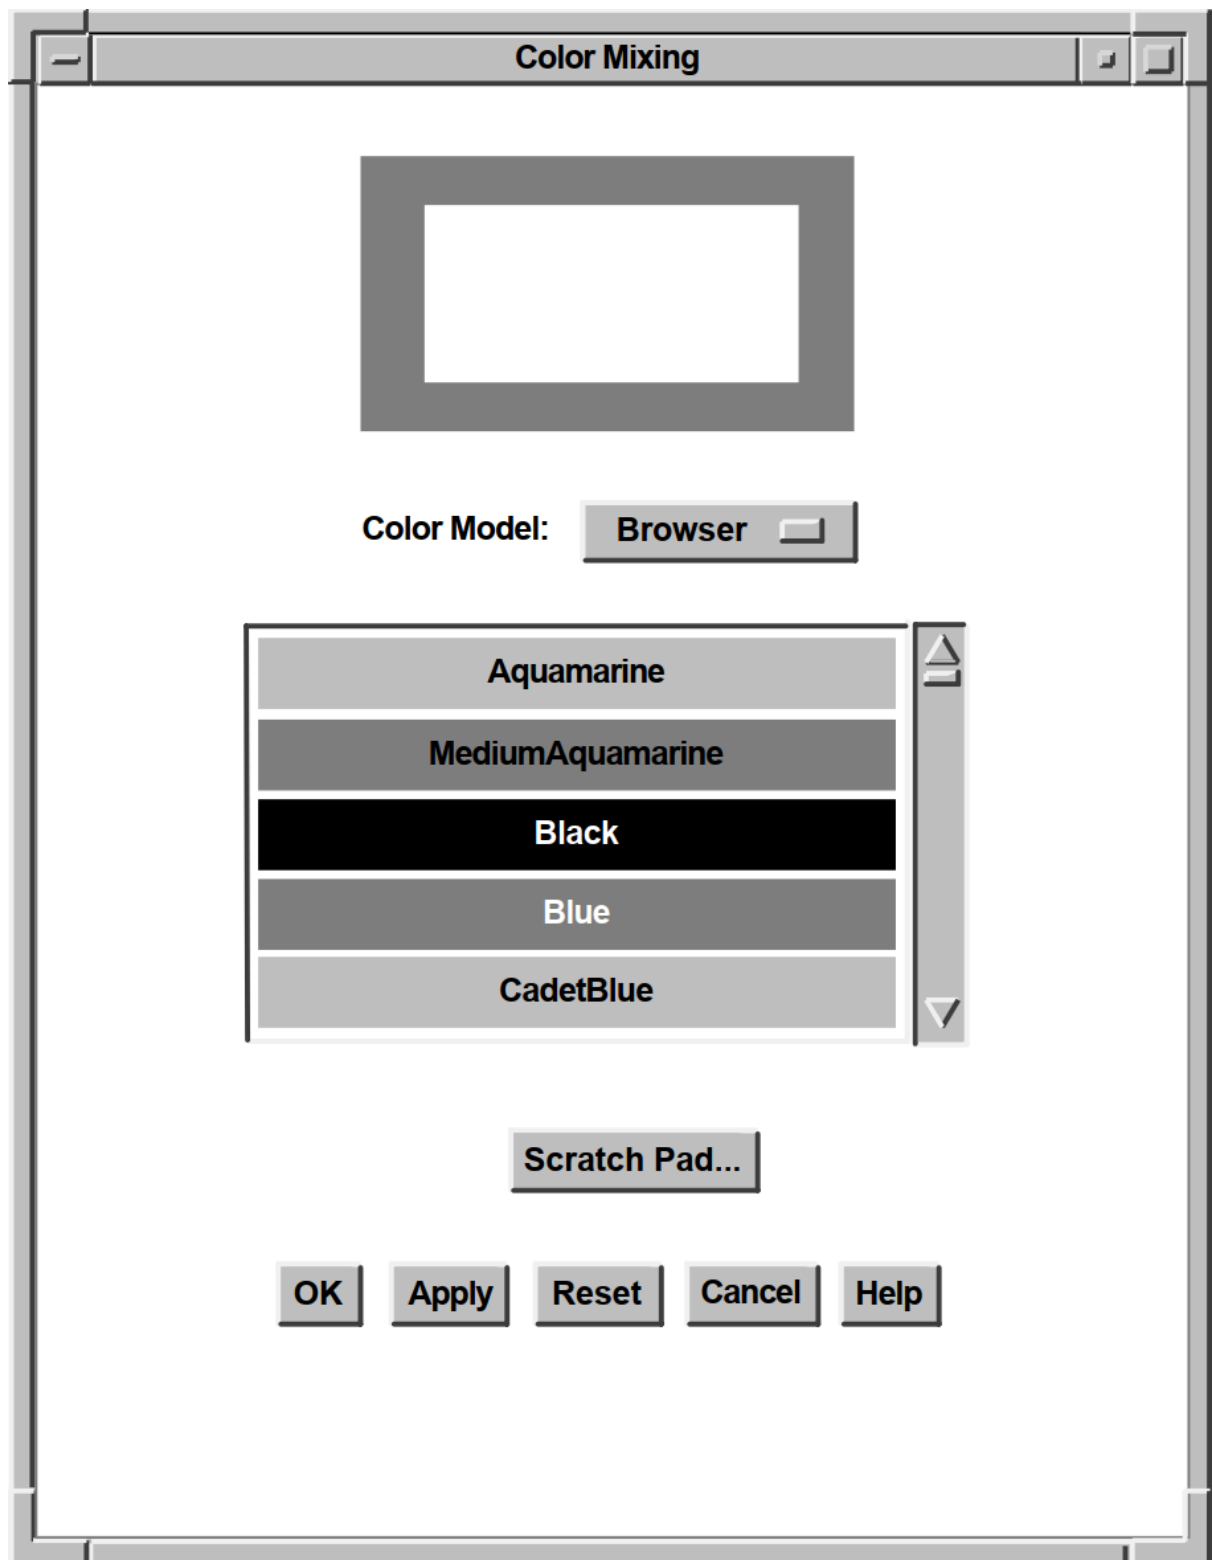 Color Mixing
Color Model: Browser
Aquamarine
MediumAquamarine
Black
Blue
CadetBlue
Scratch Pad...
OK Apply Reset Cancel Help